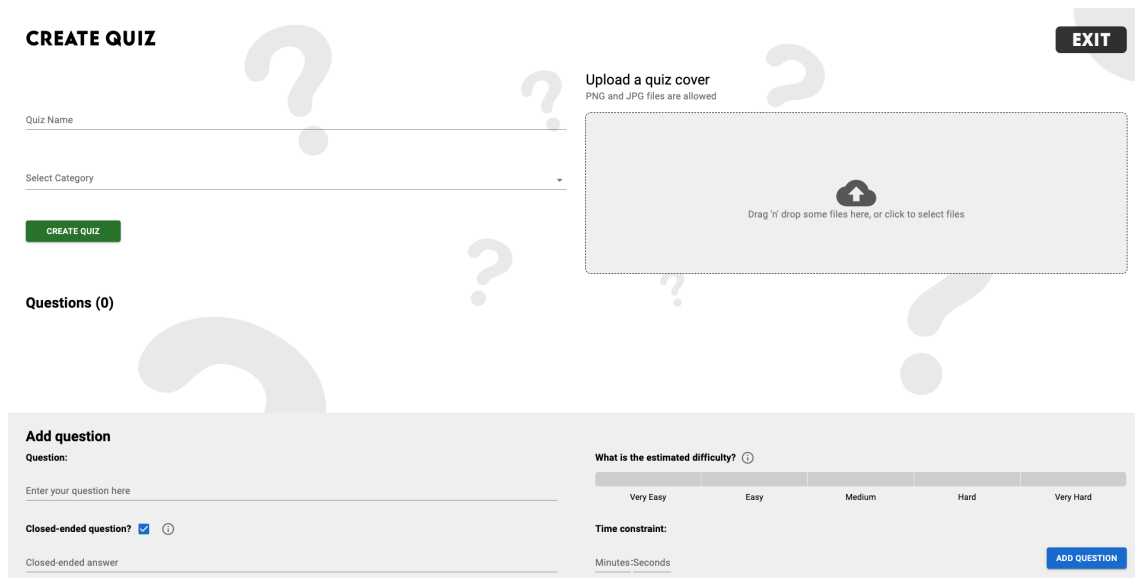 CREATE QUIZ
EXIT
Upload a quiz cover
PNG and JPG files are allowed
Quiz Name
Select Category
Drag 'n' drop some files here, or click to select files
CREATE QUIZ
Questions (0)
Add question
Question:
Enter your question here
Closed-ended question?
Closed-ended answer
What is the estimated difficulty?
Very Easy Easy Medium Hard Very Hard
Time constraint:
Minutes:Seconds
ADD QUESTION